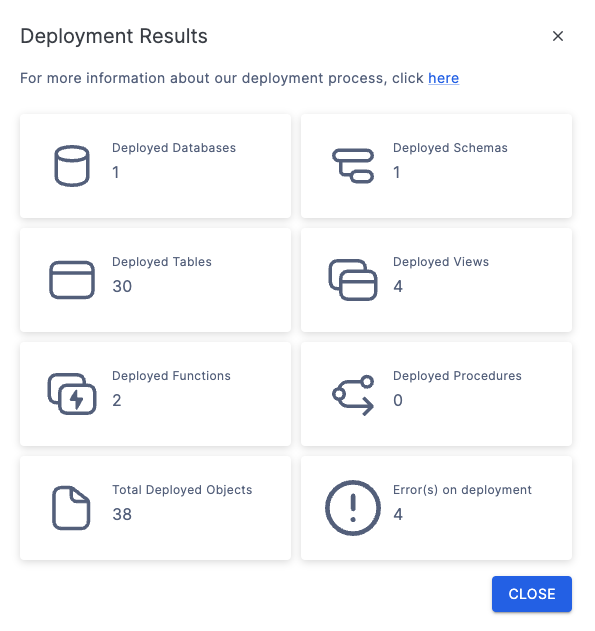 Deployment Results
For more information about our deployment process, click here
Deployed Databases
1
Deployed Schemas
1
Deployed Tables
30
Deployed Views
4
Deployed Functions
2
Deployed Procedures
0
Total Deployed Objects
38
Error(s) on deployment
4
CLOSE